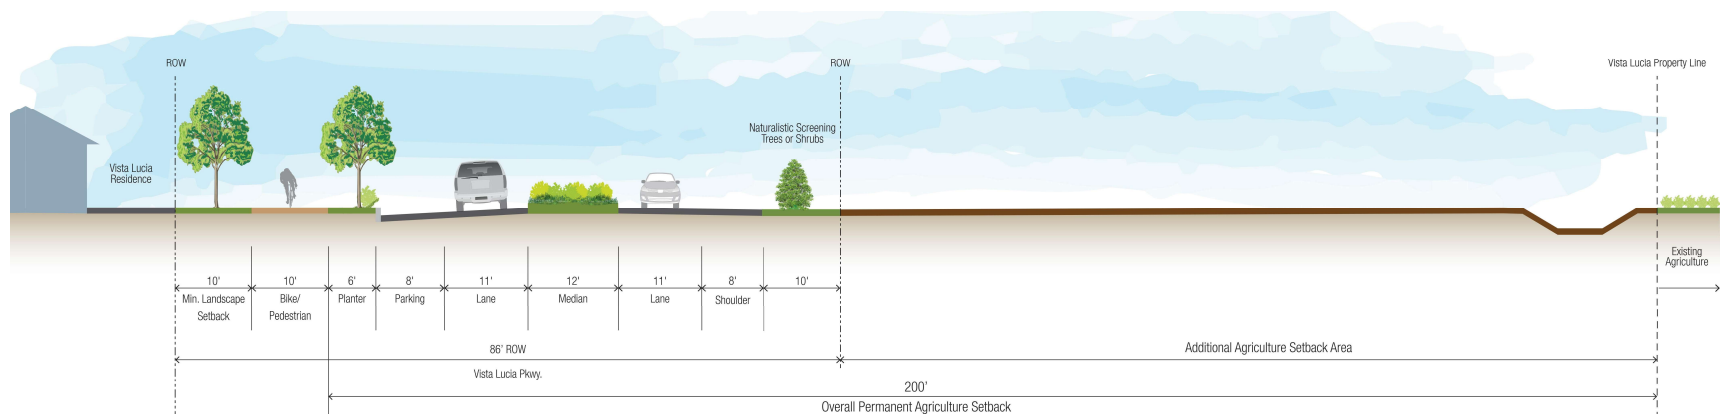 ROW
ROW
Vista Lucia Property Line
Naturalistic Screening
Trees or Shrubs
Vista Lucia
Residence
Existing
Agriculture
10'
10'
6'
8'
11'
12'
11'
8'
10'
Min. Landscape
Setback
Bike/
Pedestrian
Planter
Parking
Lane
Median
Lane
Shoulder
86' ROW
Additional Agriculture Setback Area
Vista Lucia Pkwy.
200'
Overall Permanent Agriculture Setback